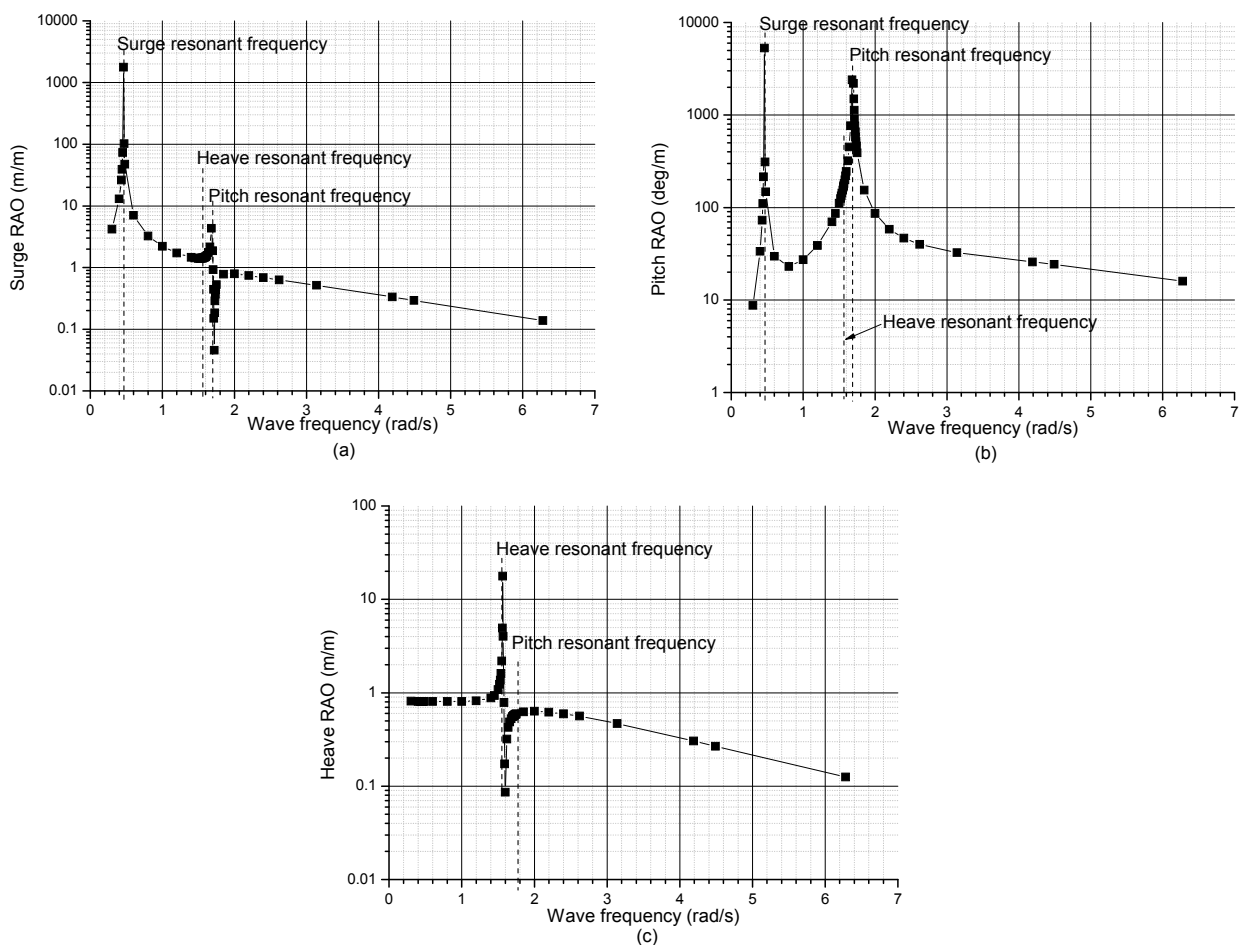 10000
1000
100
10
1
0.1
0.01
Surge RAO (m/m)
Surge resonant frequency
Heave resonant frequency
Pitch resonant frequency
0 1 2 3 4 5 6 7
Wave frequency (rad/s)
(a)
10000
1000
100
10
1
Pitch RAO (deg/m)
Surge resonant frequency
Pitch resonant frequency
Heave resonant frequency
0 1 2 3 4 5 6 7
Wave frequency (rad/s)
(b)
100
10
1
0.1
0.01
Heave RAO (m/m)
Heave resonant frequency
Pitch resonant frequency
0 1 2 3 4 5 6 7
Wave frequency (rad/s)
(c)